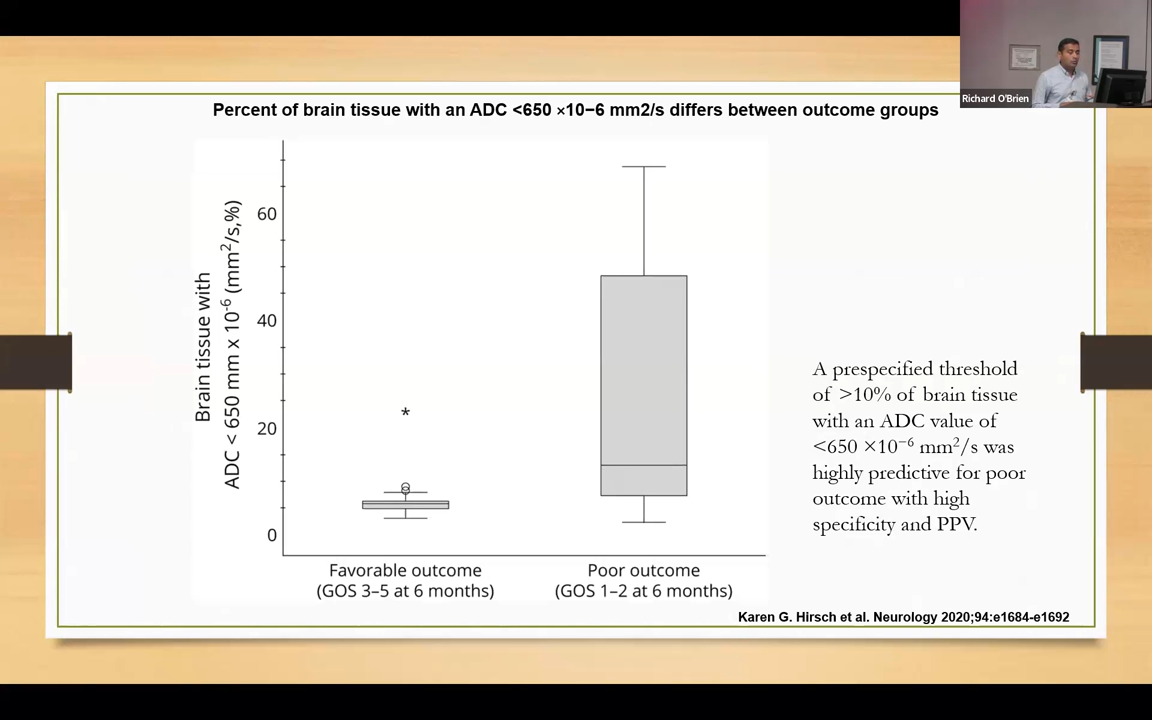 Richard O'Brien
Percent of brain tissue with an ADC <650 ×10−6 mm2/s differs between outcome groups
Brain tissue with
ADC < 650 mm x 10⁻⁶ (mm²/s,%)
60
40
20
0
*
Favorable outcome
(GOS 3–5 at 6 months)
Poor outcome
(GOS 1–2 at 6 months)
A prespecified threshold
of >10% of brain tissue
with an ADC value of
<650 ×10⁻⁶ mm²/s was
highly predictive for poor
outcome with high
specificity and PPV.
Karen G. Hirsch et al. Neurology 2020;94:e1684-e1692